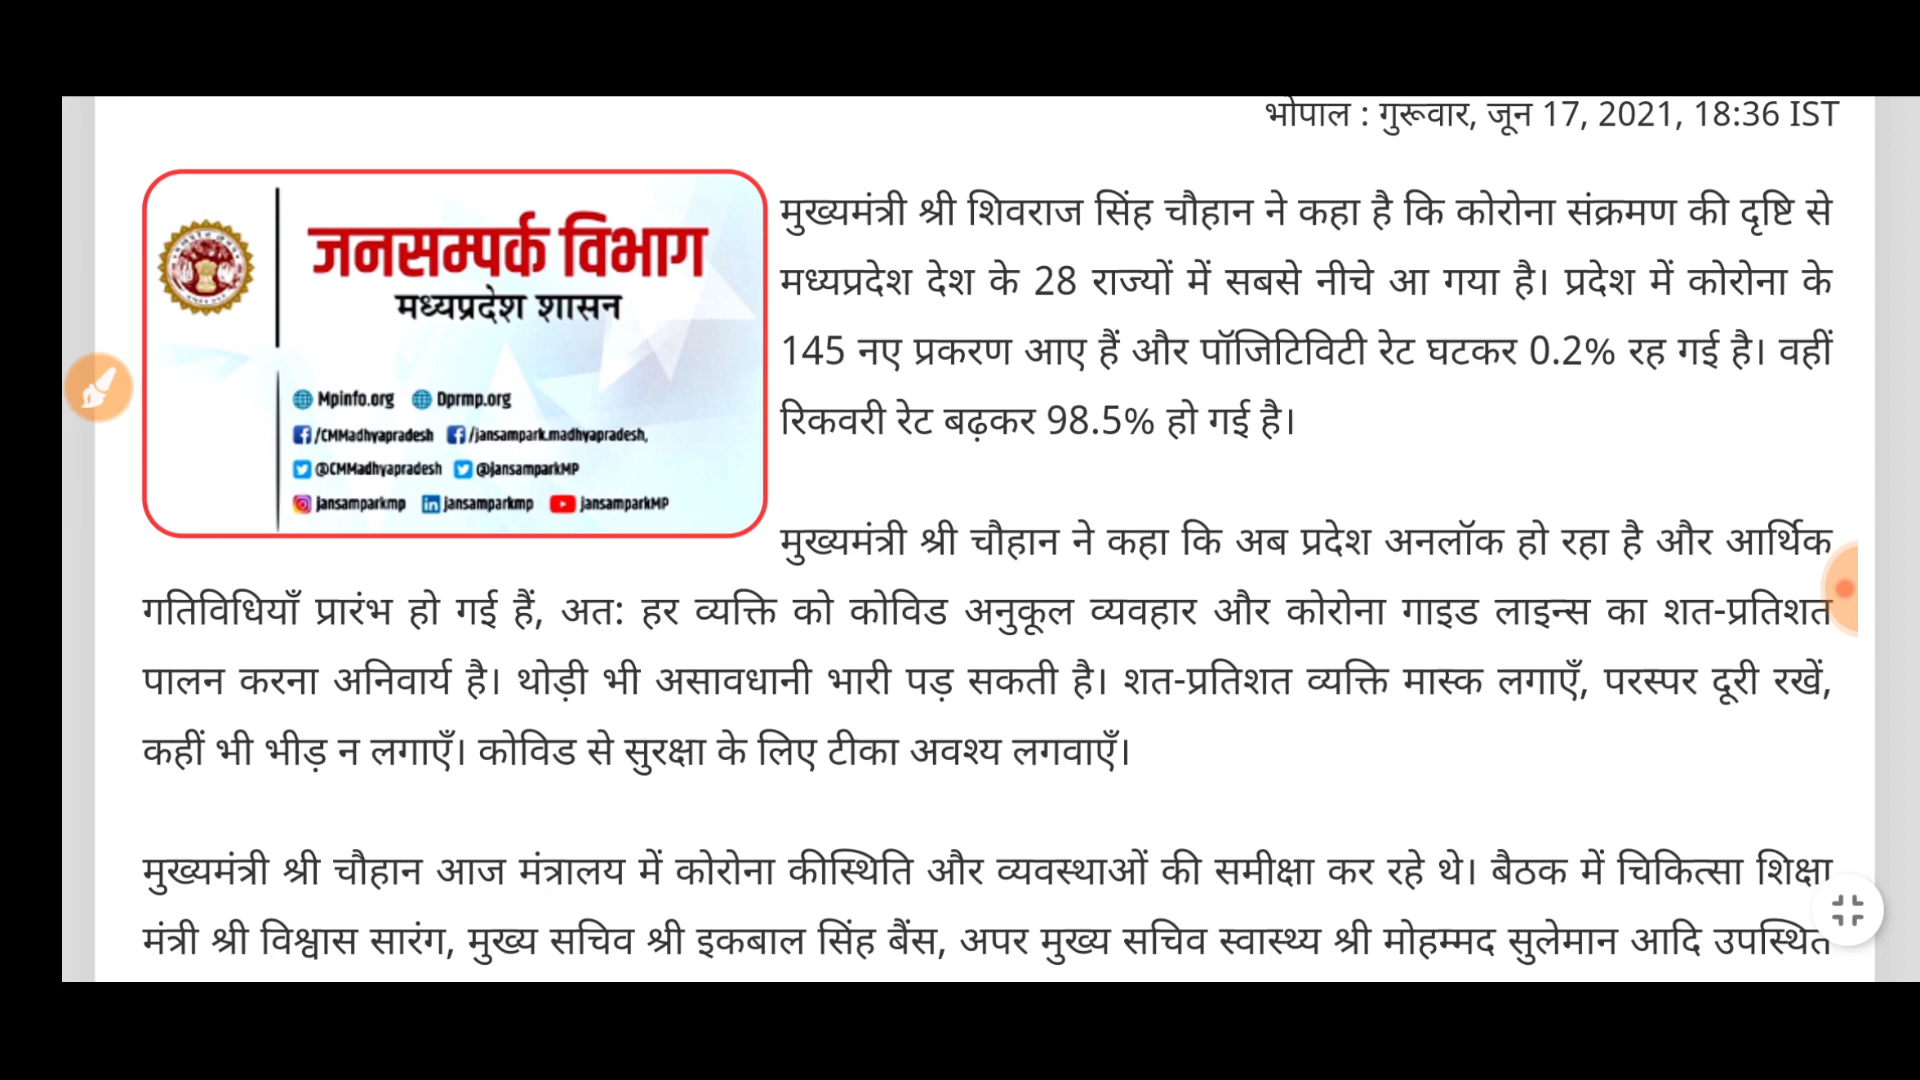 भोपाल : गुरूवार, जून 17, 2021, 18:36 IST
जनसम्पर्क विभाग
मध्यप्रदेश शासन
Mpinfo.org Dprmp.org
/CMMadhyapradesh /jansampark.madhyapradesh,
@CMMadhyapradesh @jansamparkMP
jansamparkmp jansamparkmp jansamparkMP
मुख्यमंत्री श्री शिवराज सिंह चौहान ने कहा है कि कोरोना संक्रमण की दृष्टि से
मध्यप्रदेश देश के 28 राज्यों में सबसे नीचे आ गया है। प्रदेश में कोरोना के
145 नए प्रकरण आए हैं और पॉजिटिविटी रेट घटकर 0.2% रह गई है। वहीं
रिकवरी रेट बढ़कर 98.5% हो गई है।
मुख्यमंत्री श्री चौहान ने कहा कि अब प्रदेश अनलॉक हो रहा है और आर्थिक
गतिविधियाँ प्रारंभ हो गई हैं, अत: हर व्यक्ति को कोविड अनुकूल व्यवहार और कोरोना गाइड लाइन्स का शत-प्रतिशत
पालन करना अनिवार्य है। थोड़ी भी असावधानी भारी पड़ सकती है। शत-प्रतिशत व्यक्ति मास्क लगाएँ, परस्पर दूरी रखें,
कहीं भी भीड़ न लगाएँ। कोविड से सुरक्षा के लिए टीका अवश्य लगवाएँ।
मुख्यमंत्री श्री चौहान आज मंत्रालय में कोरोना कीस्थिति और व्यवस्थाओं की समीक्षा कर रहे थे। बैठक में चिकित्सा शिक्षा
मंत्री श्री विश्वास सारंग, मुख्य सचिव श्री इकबाल सिंह बैंस, अपर मुख्य सचिव स्वास्थ्य श्री मोहम्मद सुलेमान आदि उपस्थित